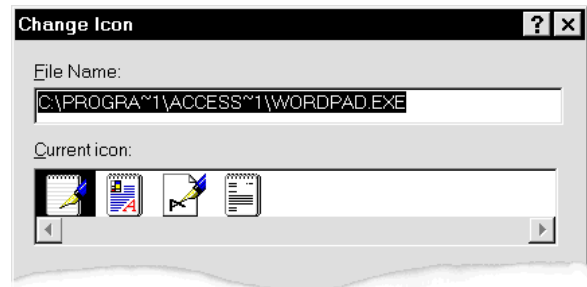 Change Icon
File Name:
C:\PROGRA~1\ACCESS~1\WORDPAD.EXE
Current icon: